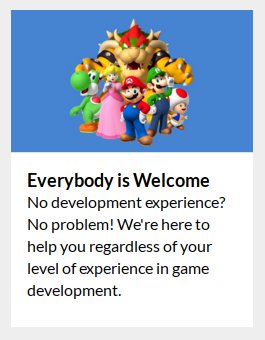 Everybody is Welcome
No development experience?
No problem! We're here to
help you regardless of your
level of experience in game
development.